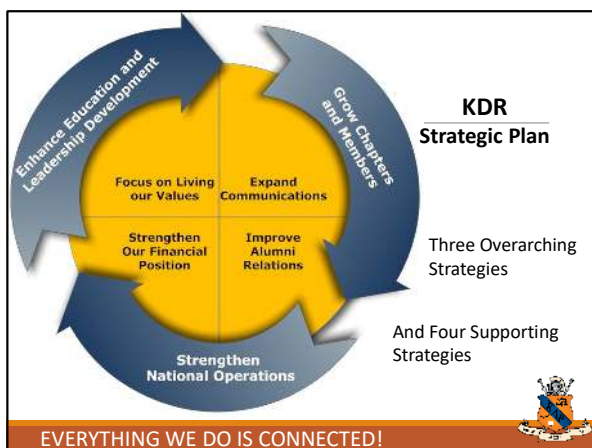 Enhance Education and
Leadership Development
Grow Chapters
and Members
KDR
Strategic Plan
Focus on Living
our Values
Expand
Communications
Strengthen
Our Financial
Position
Improve
Alumni
Relations
Three Overarching
Strategies
And Four Supporting
Strategies
Strengthen
National Operations
EVERYTHING WE DO IS CONNECTED!